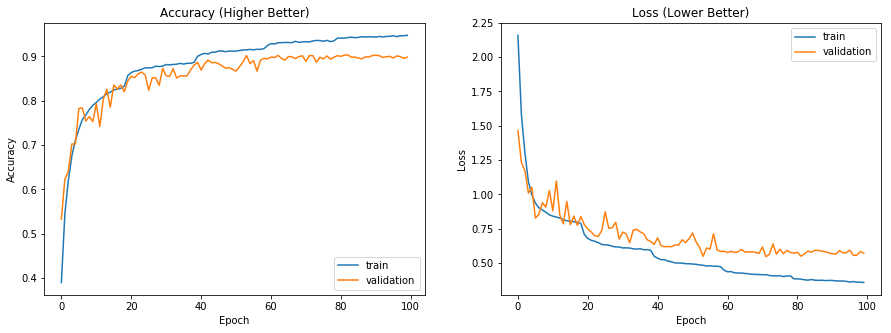 Accuracy (Higher Better)
Accuracy
0.9
0.8
0.7
0.6
0.5
0.4
0
20
40
60
80
100
Epoch
train
validation
Loss (Lower Better)
Loss
2.25
2.00
1.75
1.50
1.25
1.00
0.75
0.50
0
20
40
60
80
100
Epoch
train
validation